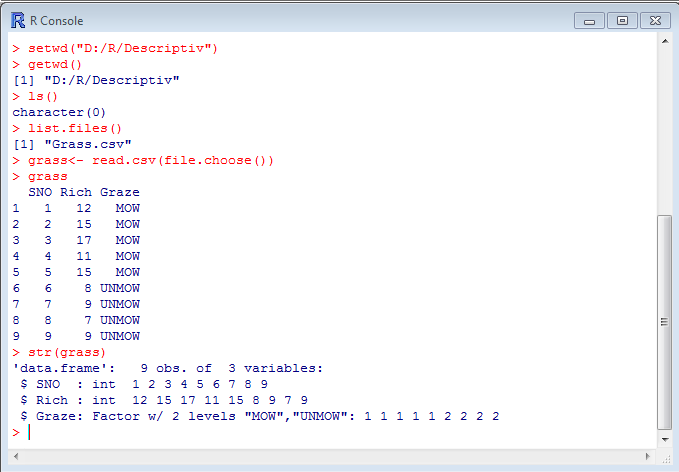 R Console
> setwd("D:/R/Descriptiv")
> getwd()
[1] "D:/R/Descriptiv"
> ls()
character(0)
> list.files()
[1] "Grass.csv"
> grass<- read.csv(file.choose())
> grass
  SNO Rich Graze
1   1   12   MOW
2   2   15   MOW
3   3   17   MOW
4   4   11   MOW
5   5   15   MOW
6   6    8 UNMOW
7   7    9 UNMOW
8   8    7 UNMOW
9   9    9 UNMOW
> str(grass)
'data.frame':   9 obs. of  3 variables:
 $ SNO  : int  1 2 3 4 5 6 7 8 9
 $ Rich : int  12 15 17 11 15 8 9 7 9
 $ Graze: Factor w/ 2 levels "MOW","UNMOW": 1 1 1 1 1 2 2 2 2
>